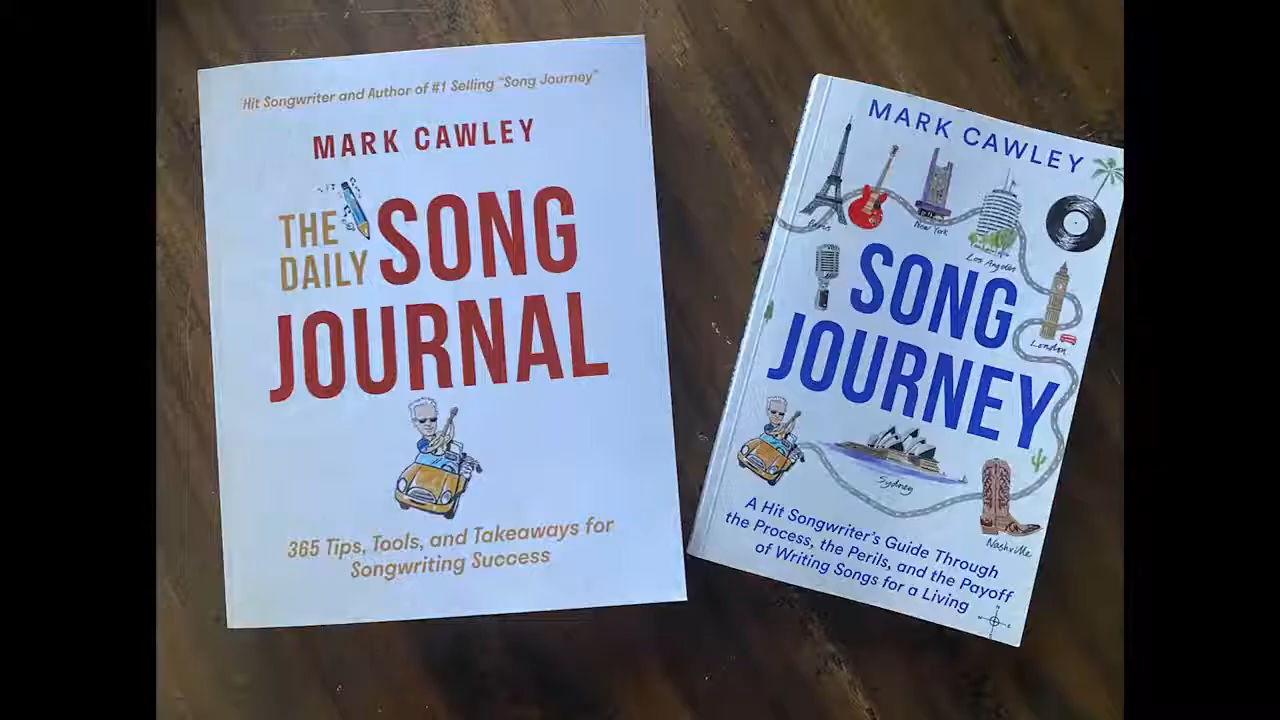 Hit Songwriter and Author of #1 Selling "Song Journey"
MARK CAWLEY
THE DAILY SONG
JOURNAL
365 Tips, Tools, and Takeaways for
Songwriting Success
MARK CAWLEY
Paris
New York
Los Angeles
London
SONG
JOURNEY
Sydney
Nashville
A Hit Songwriter's Guide Through
the Process, the Perils, and the Payoff
of Writing Songs for a Living